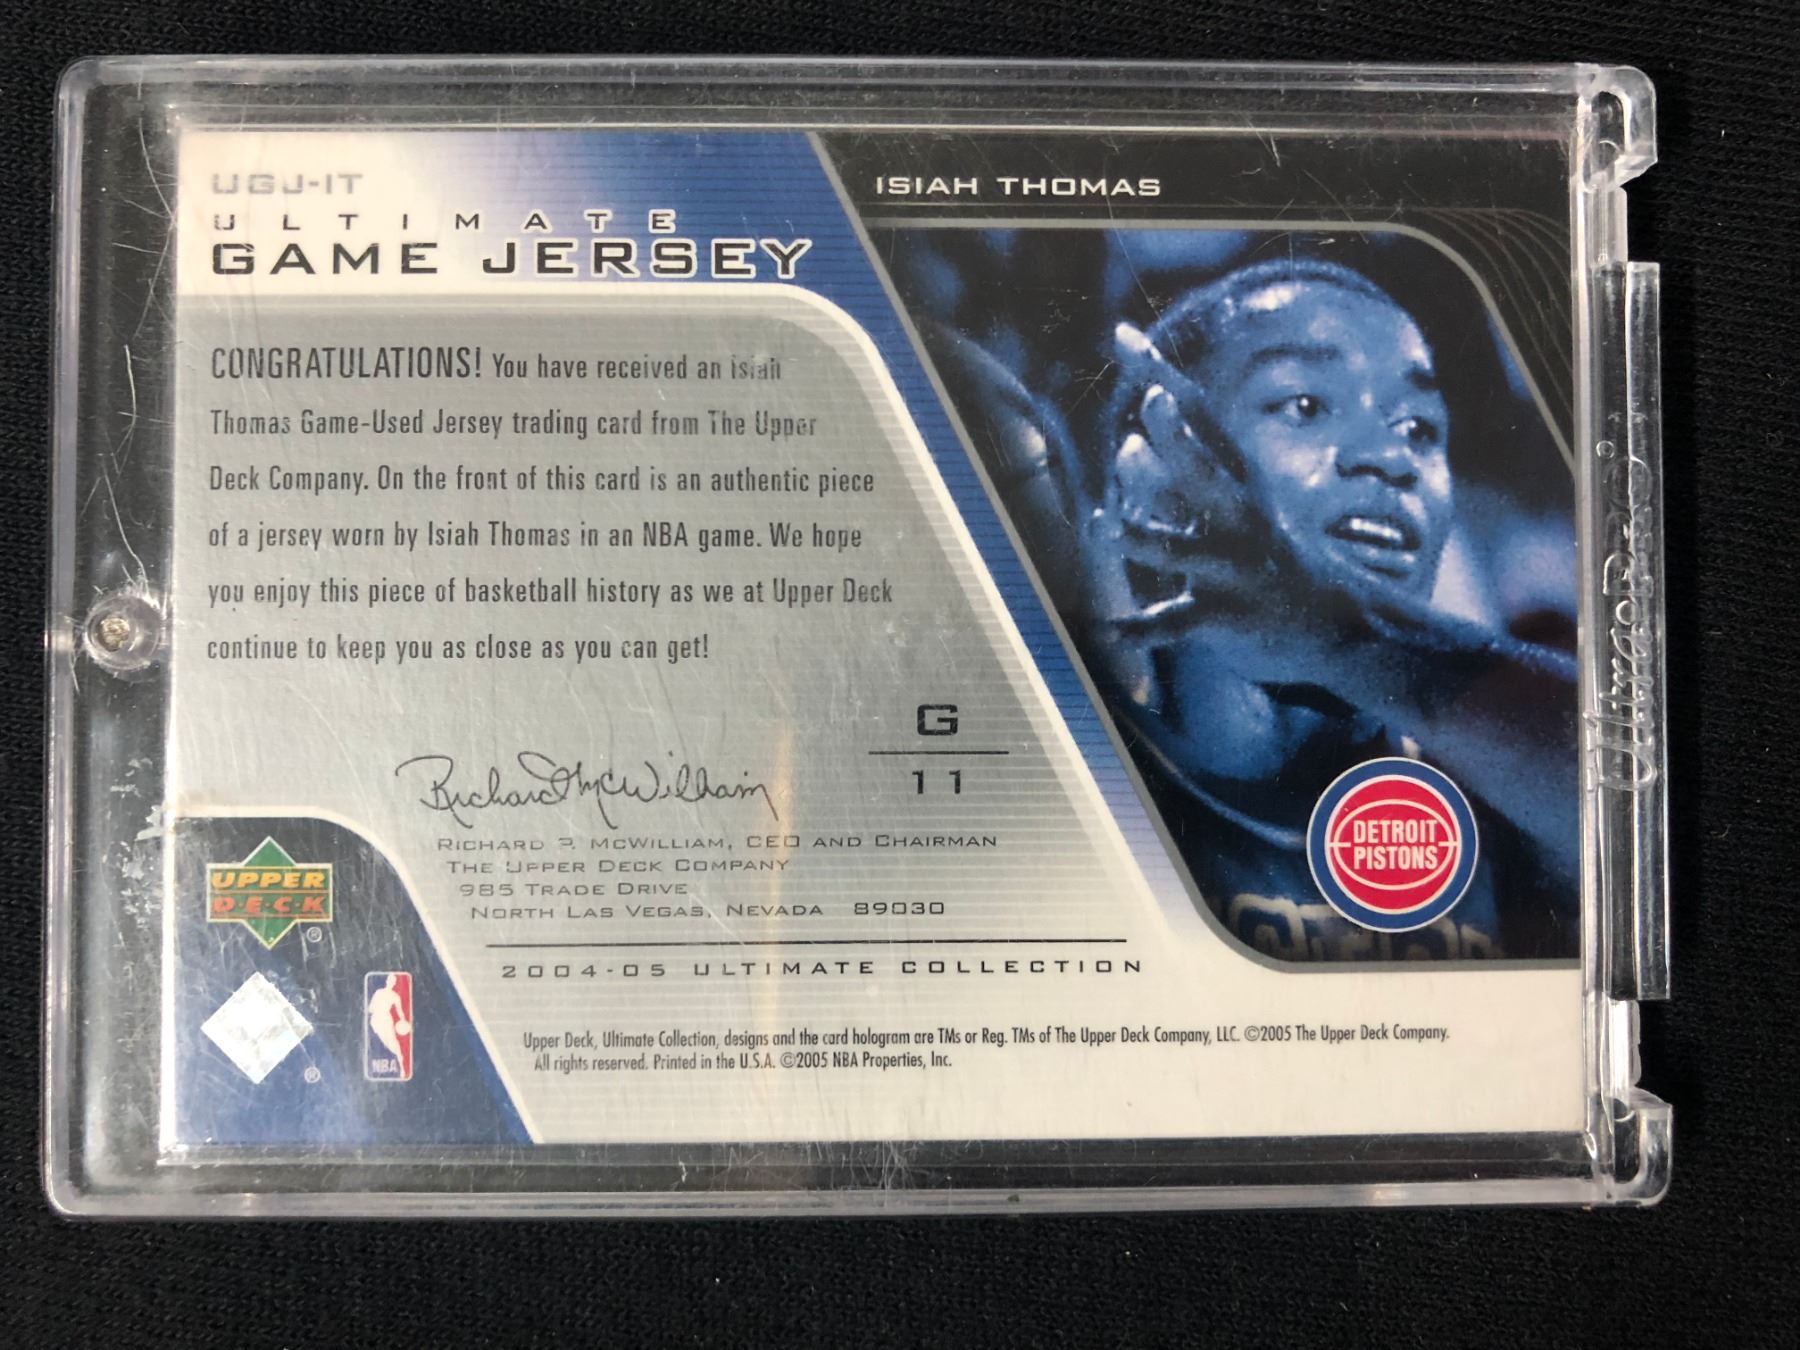 UGJ-IT
ULTIMATE
GAME JERSEY
ISIAH THOMAS
CONGRATULATIONS! You have received an Isiah
Thomas Game-Used Jersey trading card from The Upper
Deck Company. On the front of this card is an authentic piece
of a jersey worn by Isiah Thomas in an NBA game. We hope
you enjoy this piece of basketball history as we at Upper Deck
continue to keep you as close as you can get!
G
11
Richard P. McWilliam
RICHARD P. MCWILLIAM, CEO AND CHAIRMAN
THE UPPER DECK COMPANY
985 TRADE DRIVE
NORTH LAS VEGAS, NEVADA 89030
2004-05 ULTIMATE COLLECTION
UPPER
D·E·C·K
®
®
NBA
DETROIT
PISTONS
Upper Deck, Ultimate Collection, designs and the card hologram are TMs or Reg. TMs of The Upper Deck Company, LLC. ©2005 The Upper Deck Company.
All rights reserved. Printed in the U.S.A. ©2005 NBA Properties, Inc.
UltraPRO